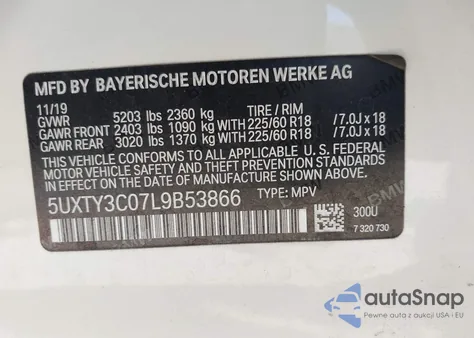 MFD BY BAYERISCHE MOTOREN WERKE AG
11/19
GVWR 5203 lbs 2360 kg TIRE / RIM
GAWR FRONT 2403 lbs 1090 kg WITH 225/60 R18 / 7.0J x 18
GAWR REAR 3020 lbs 1370 kg WITH 225/60 R18 / 7.0J x 18
THIS VEHICLE CONFORMS TO ALL APPLICABLE U. S. FEDERAL
MOTOR VEHICLE SAFETY AND THEFT PREVENTION STANDARDS
IN EFFECT ON THE DATE OF MANUFACTURE SHOWN ABOVE.
5UXTY3C07L9B53866 TYPE: MPV
300U
7 320 730
autoSnap
Pewne auta z aukcji USA i EU